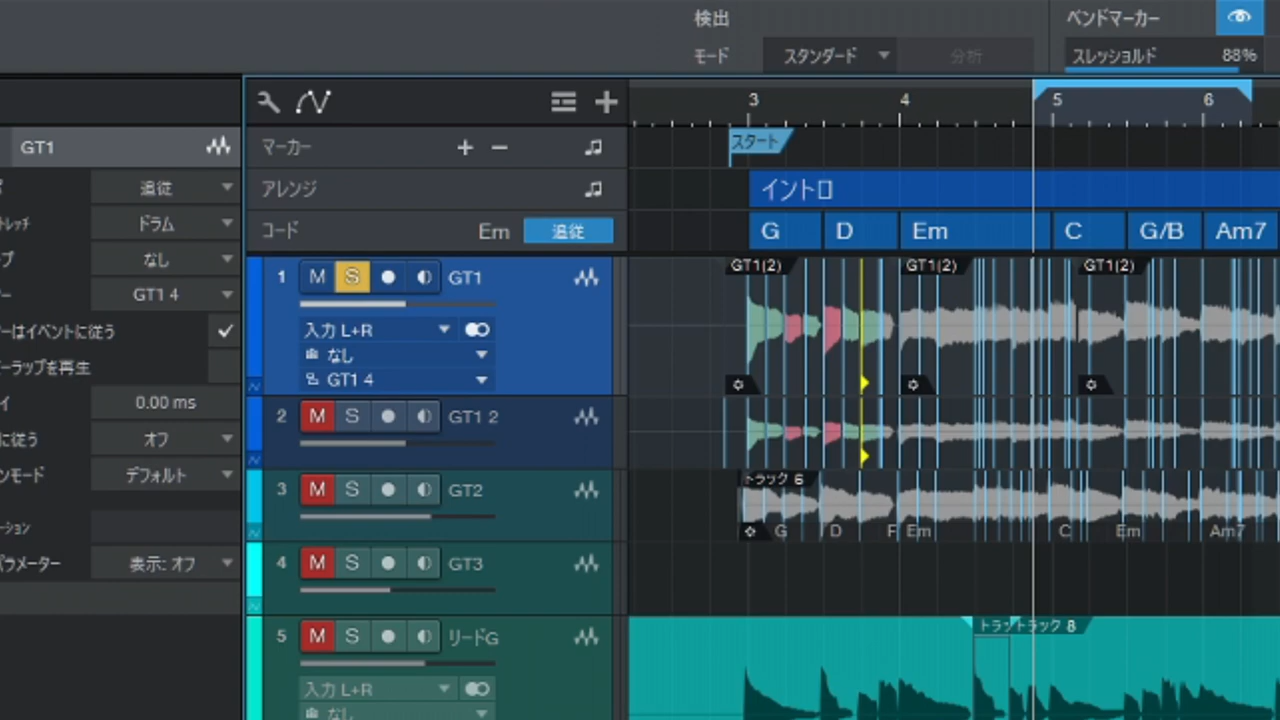 検出
ベンドマーカー
モード スタンダード 分析
スレッショルド 88%
3 4 5 6
GT1
マーカー + −
スタート
追従
アレンジ
イントロ
トレッチ ドラム
コード Em 追従
G D Em C G/B Am7
プ なし
ー GT1 4
1 M S GT1
GT1(2) GT1(2) GT1(2)
ーはイベントに従う
入力 L+R
ーラップを再生
なし
GT1 4
イ 0.00 ms
2 M S GT1 2
に従う オフ
ンモード デフォルト
3 M S GT2
トラック 6
ーション
G D F Em C Em Am7
パラメーター 表示: オフ
4 M S GT3
5 M S リードG
トラッ トラック 8
入力 L+R
なし